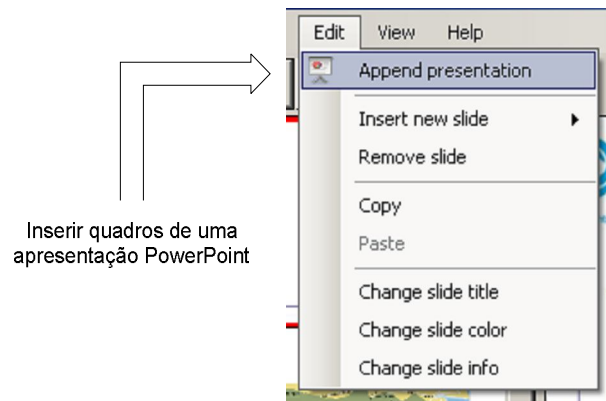 Edit View Help
Append presentation
Insert new slide
Remove slide
Copy
Paste
Change slide title
Change slide color
Change slide info
Inserir quadros de uma
apresentação PowerPoint